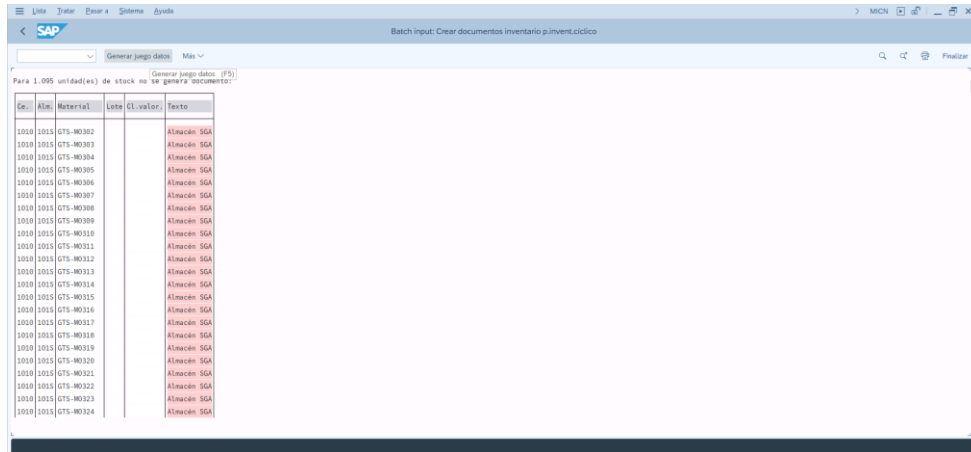 Lista Tratar Pasar a Sistema Ayuda MICN
SAP Batch input: Crear documentos inventario p.invent.cíclico
Generar juego datos Más Finalizar
Generar juego datos (F5)
Para 1.095 unidad(es) de stock no se genera documento:
Ce. Alm. Material Lote Cl.valor. Texto
1010 101S GTS-M0302 Almacén SGA
1010 101S GTS-M0303 Almacén SGA
1010 101S GTS-M0304 Almacén SGA
1010 101S GTS-M0305 Almacén SGA
1010 101S GTS-M0306 Almacén SGA
1010 101S GTS-M0307 Almacén SGA
1010 101S GTS-M0308 Almacén SGA
1010 101S GTS-M0309 Almacén SGA
1010 101S GTS-M0310 Almacén SGA
1010 101S GTS-M0311 Almacén SGA
1010 101S GTS-M0312 Almacén SGA
1010 101S GTS-M0313 Almacén SGA
1010 101S GTS-M0314 Almacén SGA
1010 101S GTS-M0315 Almacén SGA
1010 101S GTS-M0316 Almacén SGA
1010 101S GTS-M0317 Almacén SGA
1010 101S GTS-M0318 Almacén SGA
1010 101S GTS-M0319 Almacén SGA
1010 101S GTS-M0320 Almacén SGA
1010 101S GTS-M0321 Almacén SGA
1010 101S GTS-M0322 Almacén SGA
1010 101S GTS-M0323 Almacén SGA
1010 101S GTS-M0324 Almacén SGA